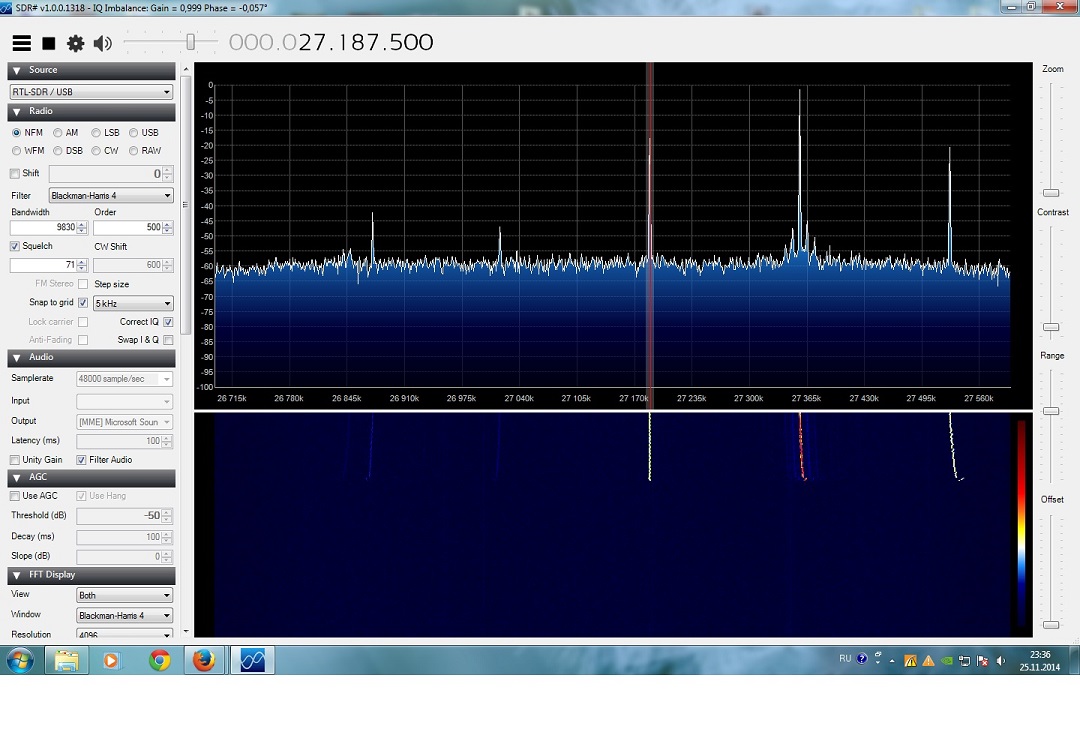 SDR# v1.0.0.1318 - IQ Imbalance: Gain = 0,999 Phase = -0,057°
000.027.187.500
Source
RTL-SDR / USB
Radio
NFM AM LSB USB
WFM DSB CW RAW
Shift 0
Filter Blackman-Harris 4
Bandwidth Order
9830 500
Squelch CW Shift
71 600
FM Stereo Step size
Snap to grid 5 kHz
Lock carrier Correct IQ
Anti-Fading Swap I & Q
Audio
Samplerate 48000 sample/sec
Input
Output [MME] Microsoft Soun
Latency (ms) 100
Unity Gain Filter Audio
AGC
Use AGC Use Hang
Threshold (dB) -50
Decay (ms) 100
Slope (dB) 0
FFT Display
View Both
Window Blackman-Harris 4
Resolution 4096
0
-5
-10
-15
-20
-25
-30
-35
-40
-45
-50
-55
-60
-65
-70
-75
-80
-85
-90
-95
-100
26 715k 26 780k 26 845k 26 910k 26 975k 27 040k 27 105k 27 170k 27 235k 27 300k 27 365k 27 430k 27 495k 27 560k
Zoom
Contrast
Range
Offset
RU
23:36
25.11.2014